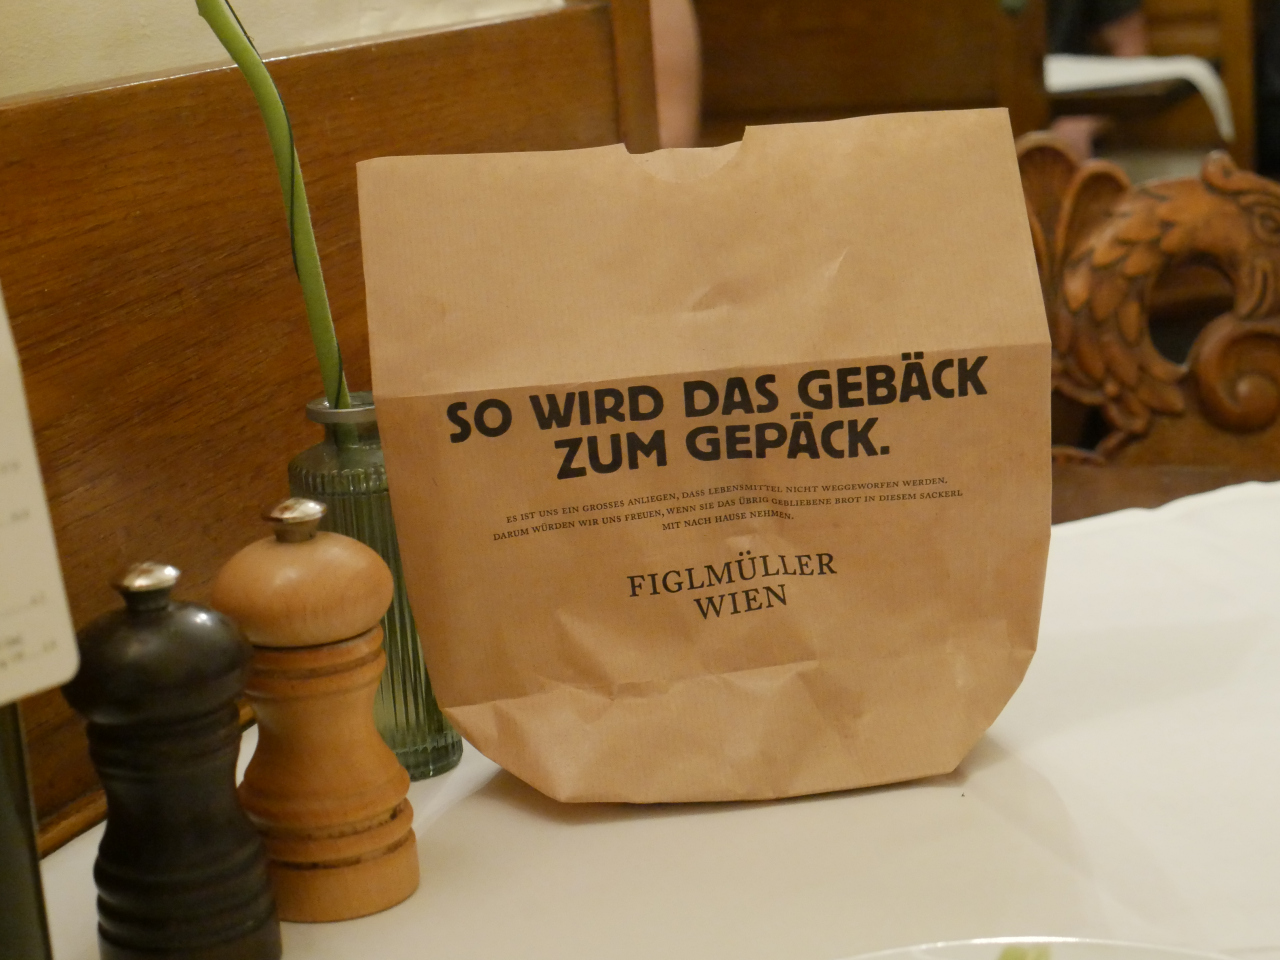 SO WIRD DAS GEBÄCK
ZUM GEPÄCK.
ES IST UNS EIN GROSSES ANLIEGEN, DASS LEBENSMITTEL NICHT WEGGEWORFEN WERDEN.
DARUM WÜRDEN WIR UNS FREUEN, WENN SIE DAS ÜBRIG GEBLIEBENE BROT IN DIESEM SACKERL
MIT NACH HAUSE NEHMEN.
FIGLMÜLLER
WIEN